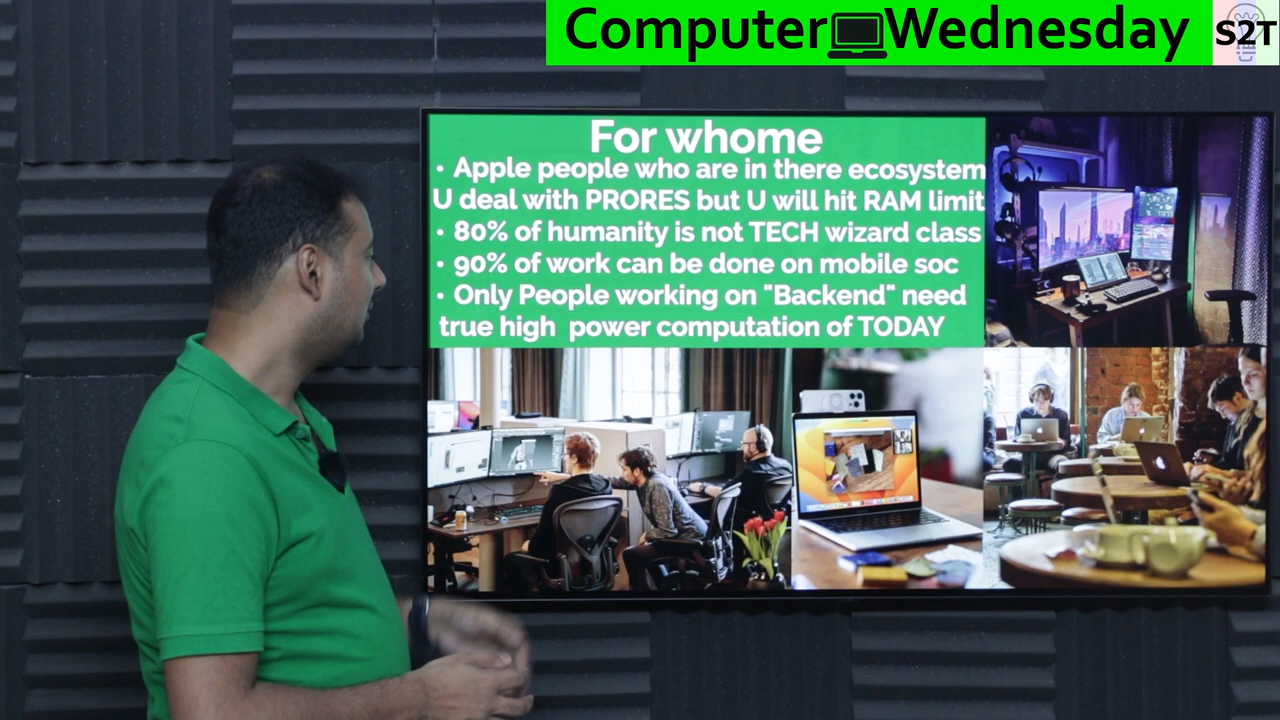 Computer Wednesday S2T
For whome
• Apple people who are in there ecosystem
U deal with PRORES but U will hit RAM limit
• 80% of humanity is not TECH wizard class
• 90% of work can be done on mobile soc
• Only People working on "Backend" need
true high power computation of TODAY